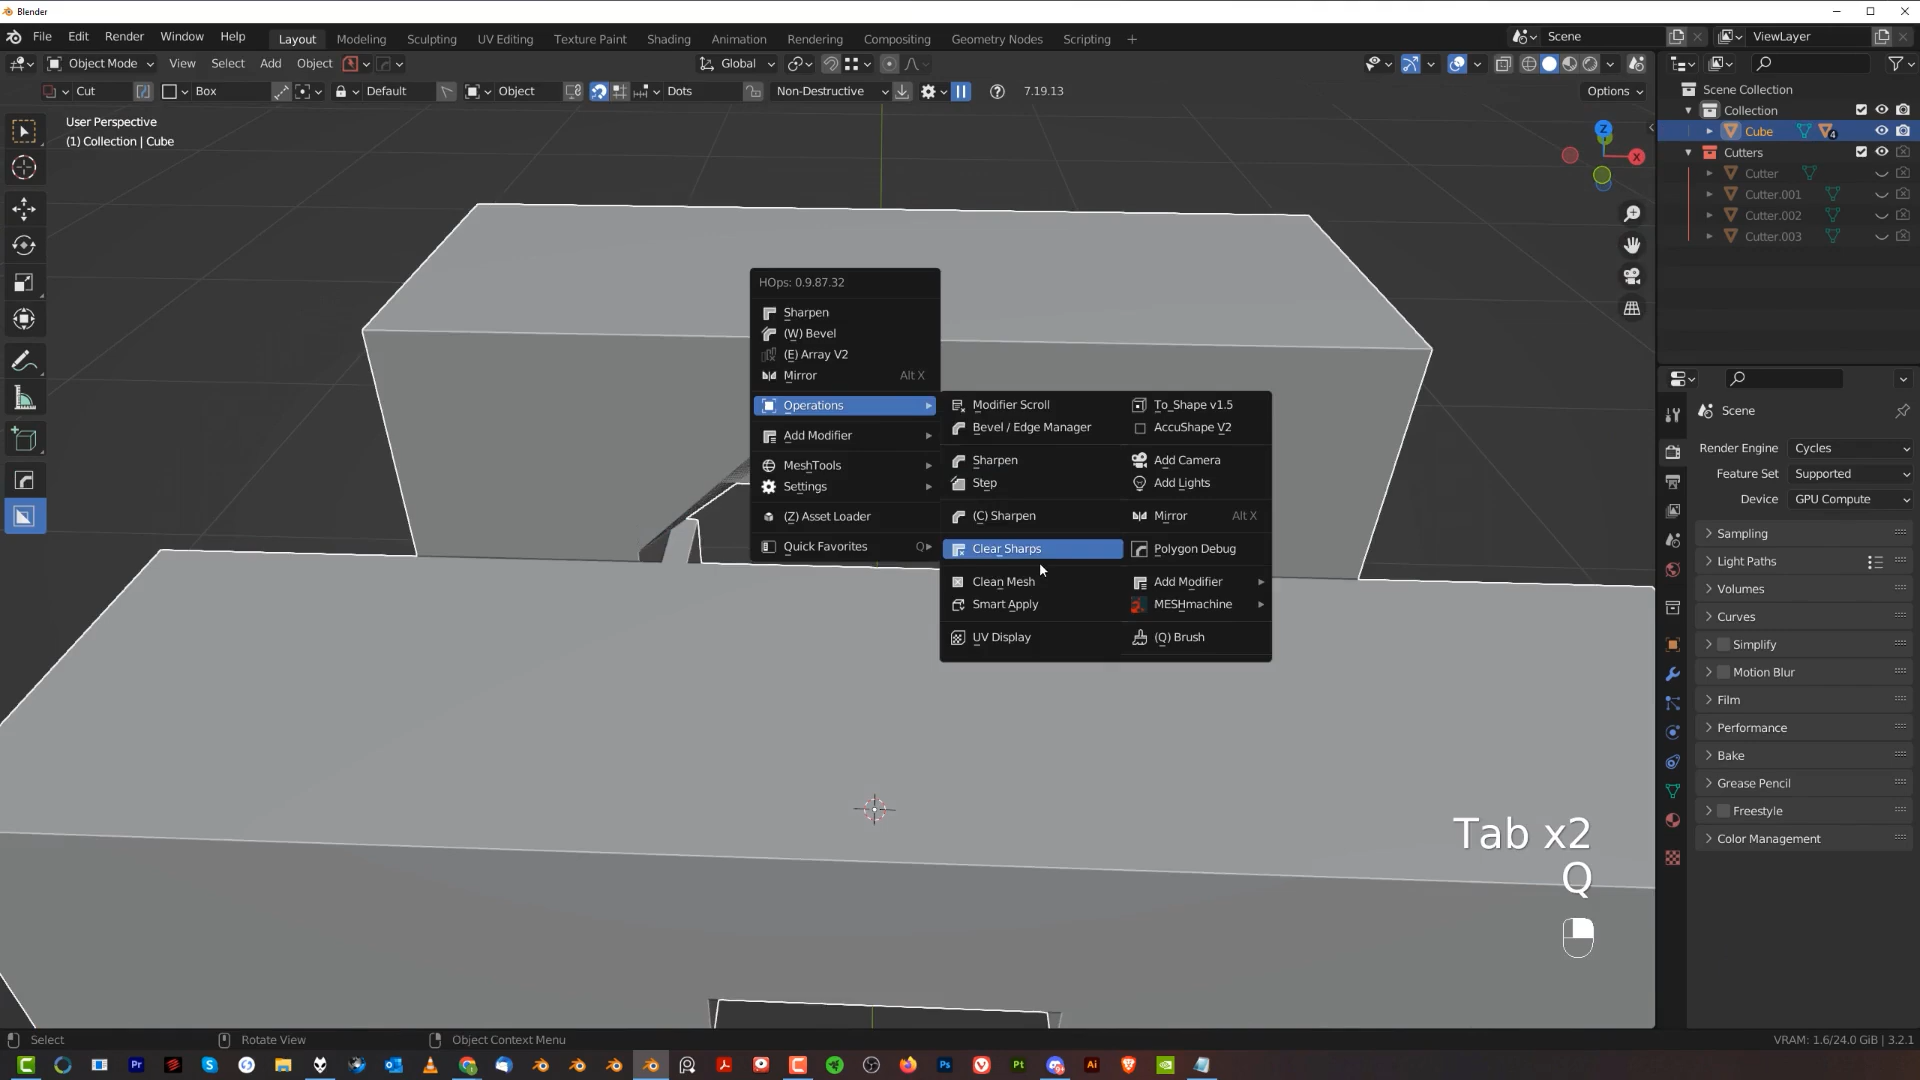 Blender
File Edit Render Window Help Layout Modeling Sculpting UV Editing Texture Paint Shading Animation Rendering Compositing Geometry Nodes Scripting + Scene ViewLayer
Object Mode View Select Add Object Global
Cut Box Default Object Dots Non-Destructive 7.19.13 Options
User Perspective
(1) Collection | Cube
Z
X
Scene Collection
Collection
Cube 4
Cutters
Cutter
Cutter.001
Cutter.002
Cutter.003
HOps: 0.9.87.32
Sharpen
(W) Bevel
(E) Array V2
Mirror Alt X
Operations
Add Modifier
MeshTools
Settings
(Z) Asset Loader
Quick Favorites Q
Modifier Scroll
Bevel / Edge Manager
Sharpen
Step
(C) Sharpen
Clear Sharps
Clean Mesh
Smart Apply
UV Display
To_Shape v1.5
AccuShape V2
Add Camera
Add Lights
Mirror Alt X
Polygon Debug
Add Modifier
MESHmachine
(Q) Brush
Scene
Render Engine Cycles
Feature Set Supported
Device GPU Compute
Sampling
Light Paths
Volumes
Curves
Simplify
Motion Blur
Film
Performance
Bake
Grease Pencil
Freestyle
Color Management
Tab x2
Q
Select Rotate View Object Context Menu VRAM: 1.6/24.0 GiB | 3.2.1
Pr S Ps Pt Ai